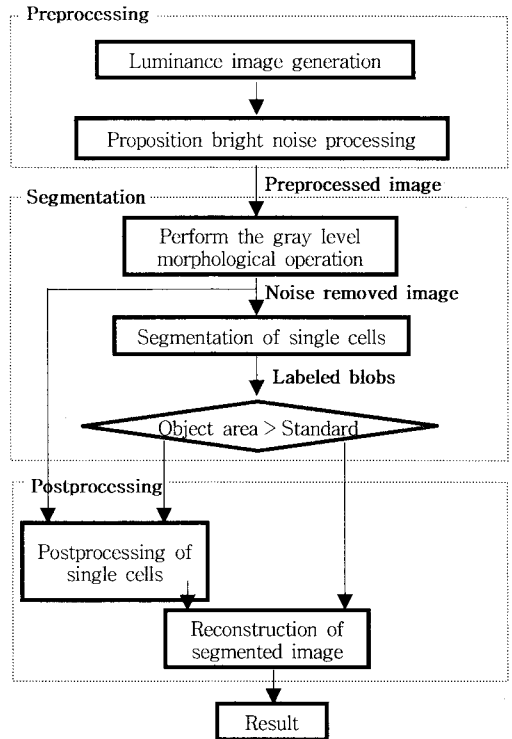 Preprocessing
Luminance image generation
Proposition bright noise processing
Preprocessed image
Segmentation
Perform the gray level
morphological operation
Noise removed image
Segmentation of single cells
Labeled blobs
Object area > Standard
Postprocessing
Postprocessing of
single cells
Reconstruction of
segmented image
Result